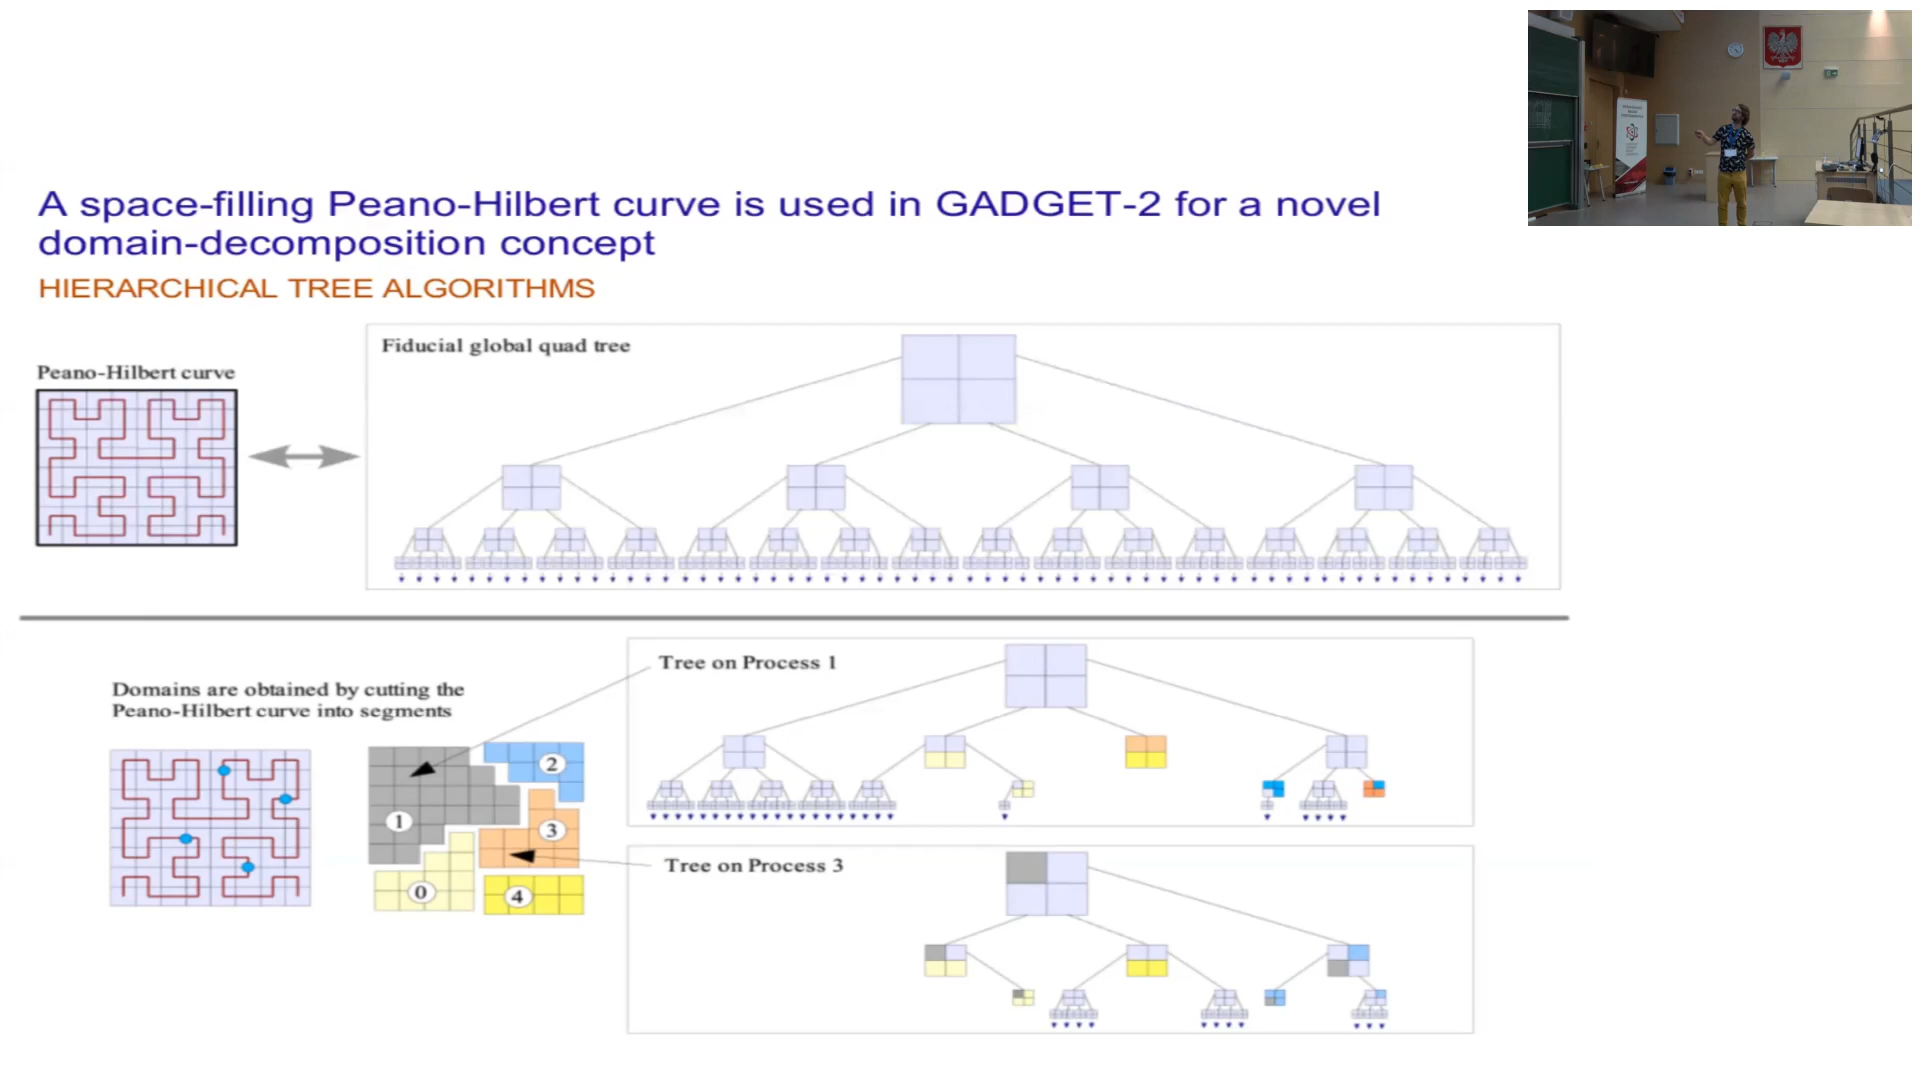 A space-filling Peano-Hilbert curve is used in GADGET-2 for a novel
domain-decomposition concept
HIERARCHICAL TREE ALGORITHMS
Fiducial global quad tree
Peano-Hilbert curve
Tree on Process 1
Domains are obtained by cutting the
Peano-Hilbert curve into segments
2
1
3
Tree on Process 3
0
4